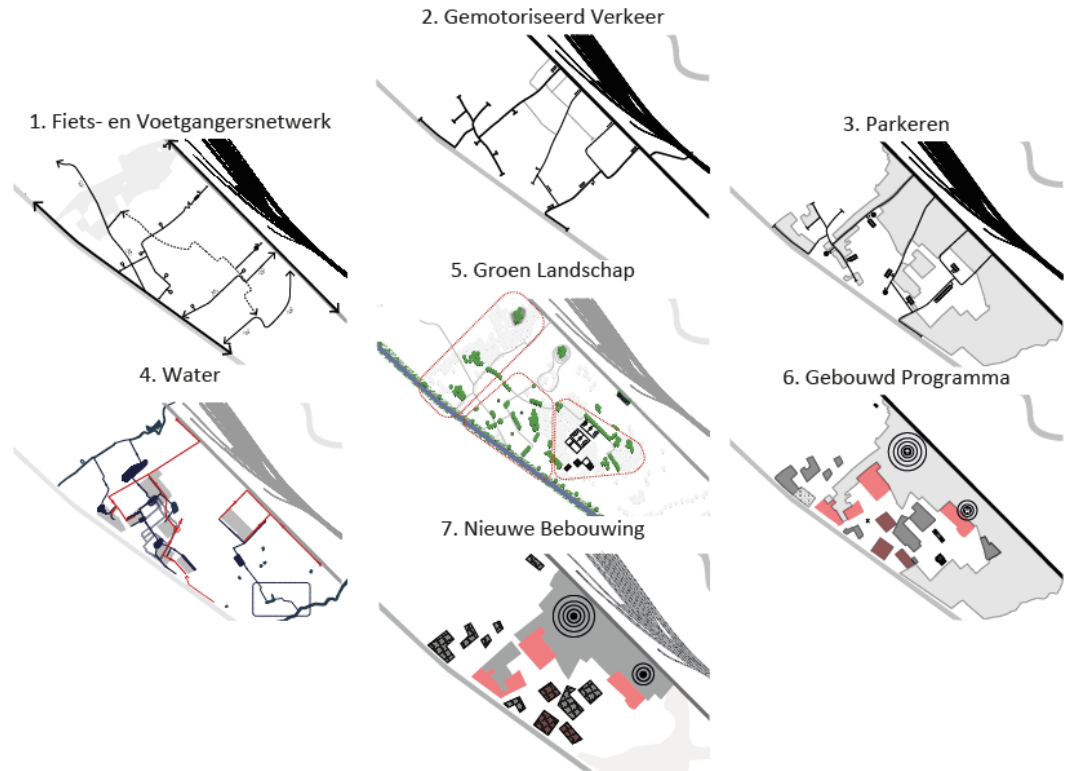 1. Fiets- en Voetgangersnetwerk
2. Gemotoriseerd Verkeer
3. Parkeren
4. Water
5. Groen Landschap
6. Gebouwd Programma
7. Nieuwe Bebouwing